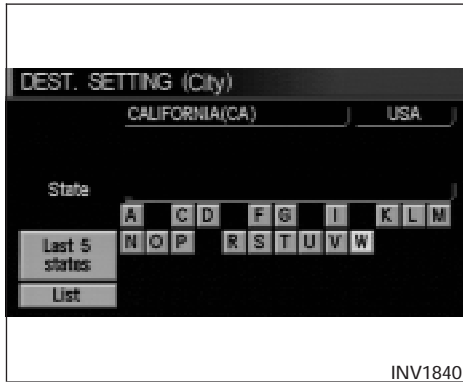 DEST. SETTING (City)
CALIFORNIA(CA) USA
State
A C D F G I K L M
N O P R S T U V W
Last 5
states
List
INV1840